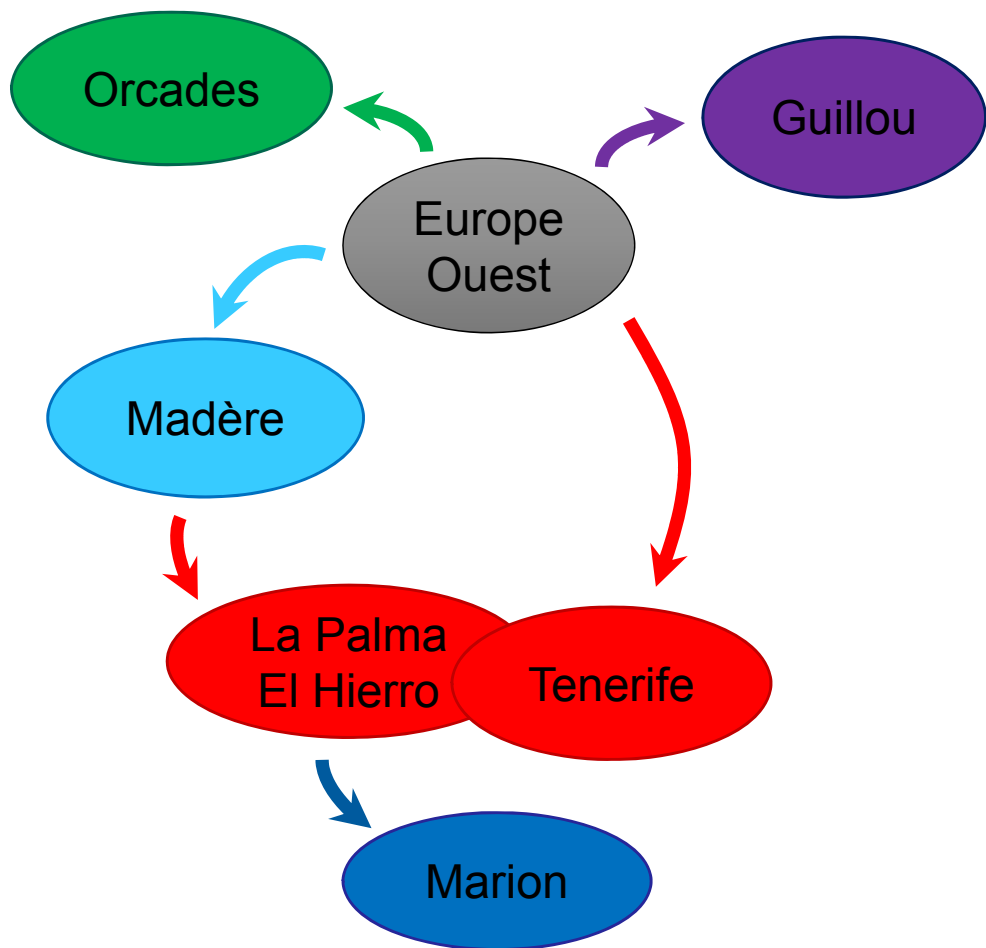 Orcades
Guillou
Europe
Ouest
Madère
La Palma
El Hierro
Tenerife
Marion